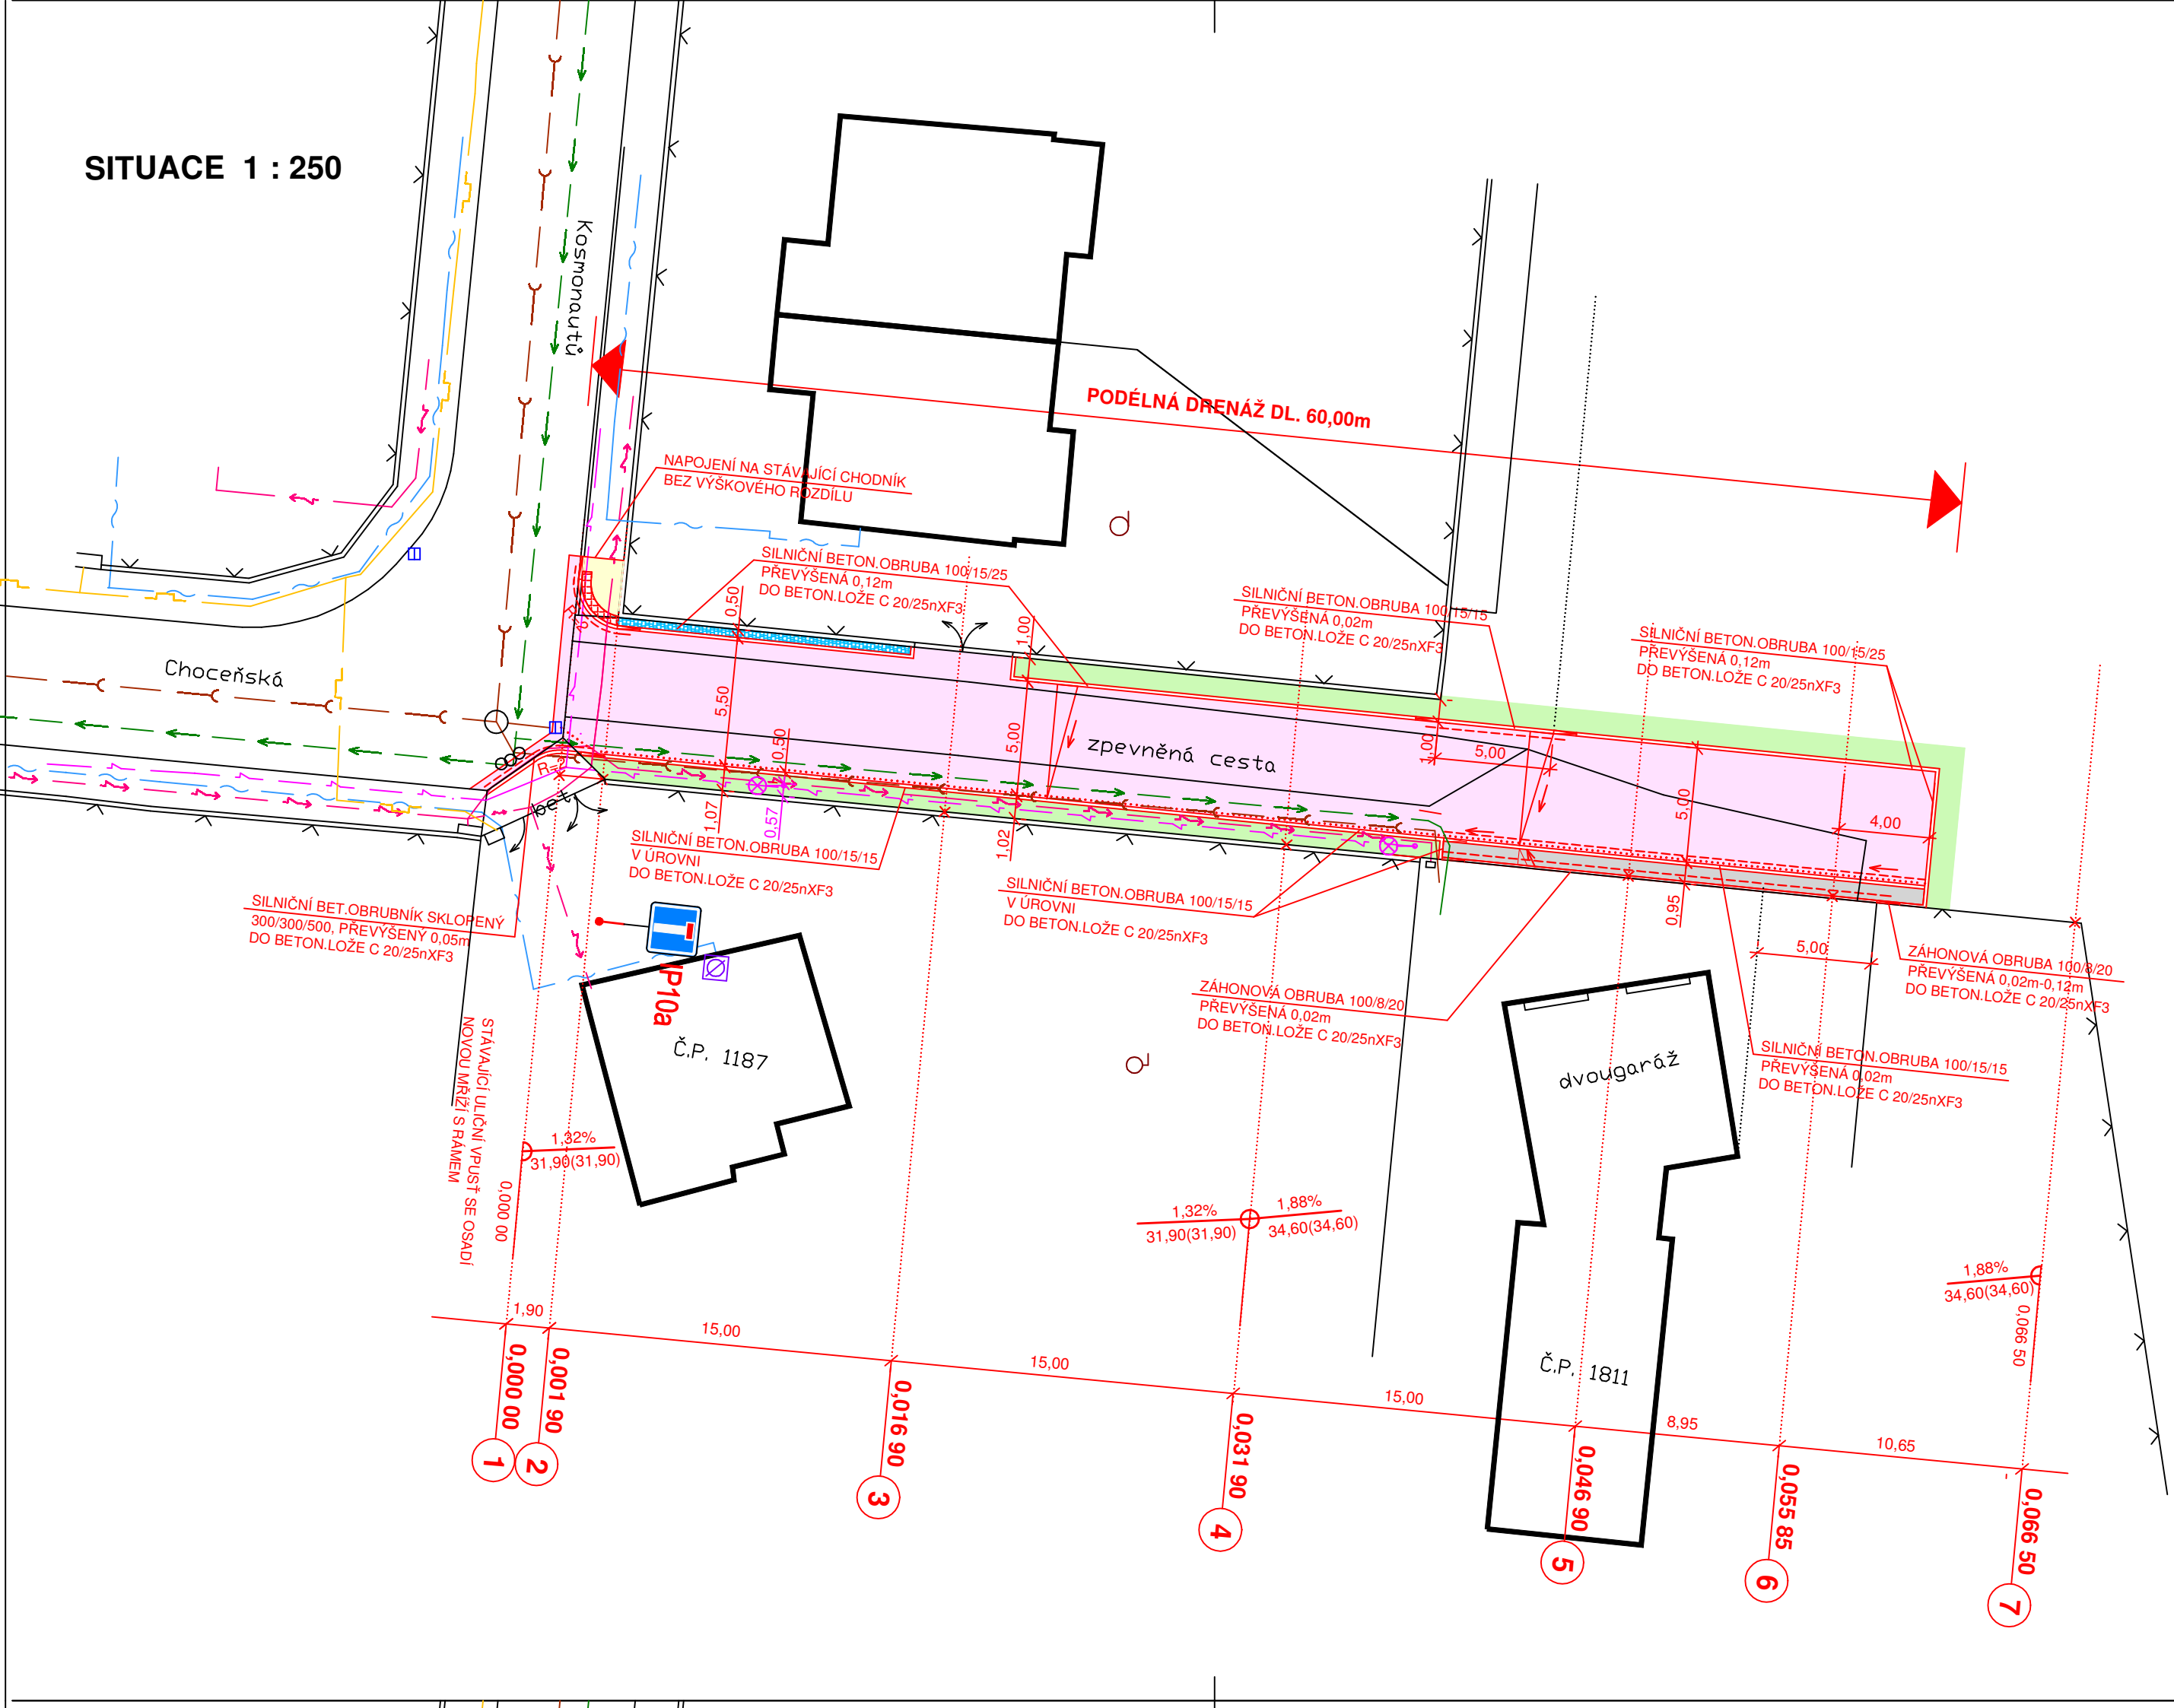 SITUACE 1 : 250
Kosmonautů
PODÉLNÁ DRENÁŽ DL. 60,00m
NAPOJENÍ NA STÁVAJÍCÍ CHODNÍK
BEZ VÝŠKOVÉHO ROZDÍLU
SILNIČNÍ BETON.OBRUBA 100/15/25
PŘEVÝŠENÁ 0,12m
DO BETON.LOŽE C 20/25nXF3
SILNIČNÍ BETON.OBRUBA 100/15/15
PŘEVÝŠENÁ 0,02m
DO BETON.LOŽE C 20/25nXF3
SILNIČNÍ BETON.OBRUBA 100/15/25
PŘEVÝŠENÁ 0,12m
DO BETON.LOŽE C 20/25nXF3
0,50
1,00
Choceňská
5,50
0,50
5,00
zpevněná cesta
1,00
5,00
5,00
4,00
R=2
bet
1,07
0,57
1,02
0,95
5,00
SILNIČNÍ BETON.OBRUBA 100/15/15
V ÚROVNI
DO BETON.LOŽE C 20/25nXF3
SILNIČNÍ BETON.OBRUBA 100/15/15
V ÚROVNI
DO BETON.LOŽE C 20/25nXF3
SILNIČNÍ BET.OBRUBNÍK SKLOPENÝ
300/300/500, PŘEVÝŠENÝ 0,05m
DO BETON.LOŽE C 20/25nXF3
ZÁHONOVÁ OBRUBA 100/8/20
PŘEVÝŠENÁ 0,02m-0,12m
DO BETON.LOŽE C 20/25nXF3
ZÁHONOVÁ OBRUBA 100/8/20
PŘEVÝŠENÁ 0,02m
DO BETON.LOŽE C 20/25nXF3
SILNIČNÍ BETON.OBRUBA 100/15/15
PŘEVÝŠENÁ 0,02m
DO BETON.LOŽE C 20/25nXF3
IP10a
Č.P. 1187
dvougaráž
STÁVAJÍCÍ ULIČNÍ VPUSŤ SE OSADÍ
NOVOU MŘÍŽÍ S RÁMEM
0,000 00
1,32%
31,90(31,90)
1,32%
31,90(31,90)
1,88%
34,60(34,60)
1,88%
34,60(34,60)
0,066 50
Č.P. 1811
1,90
15,00
15,00
15,00
8,95
10,65
0,000 00
0,001 90
0,016 90
0,031 90
0,046 90
0,055 85
0,066 50
1
2
3
4
5
6
7